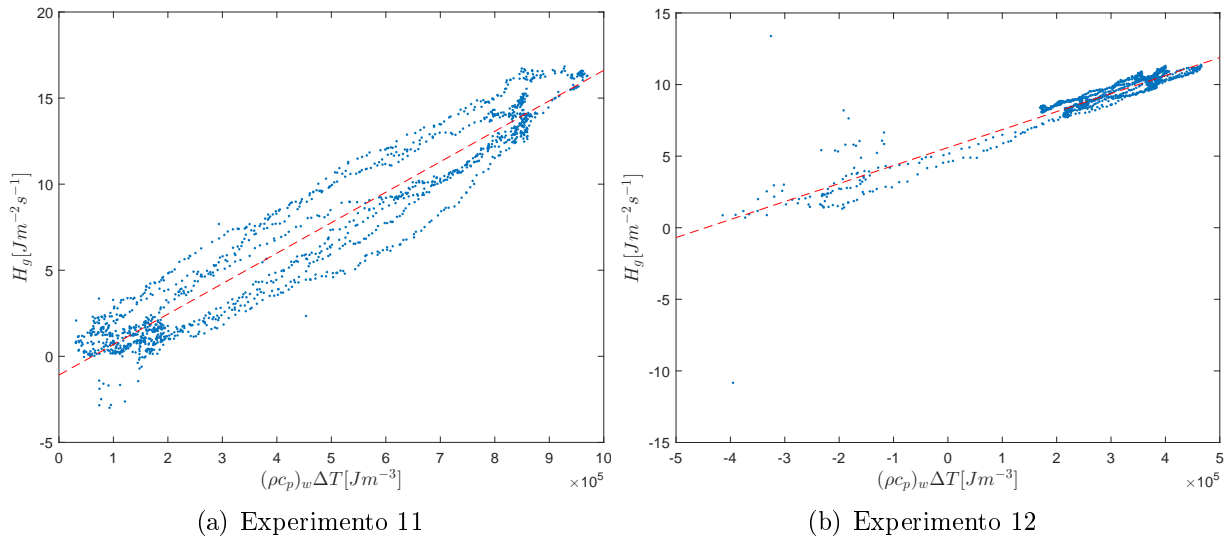 20
15
10
5
0
-5
H_g[Jm^{-2}s^{-1}]
0 1 2 3 4 5 6 7 8 9 10
(ρc_p)_wΔT[Jm^{-3}]
×10^5
(a) Experimento 11
15
10
5
0
-5
-10
-15
H_g[Jm^{-2}s^{-1}]
-5 -4 -3 -2 -1 0 1 2 3 4 5
(ρc_p)_wΔT[Jm^{-3}]
×10^5
(b) Experimento 12